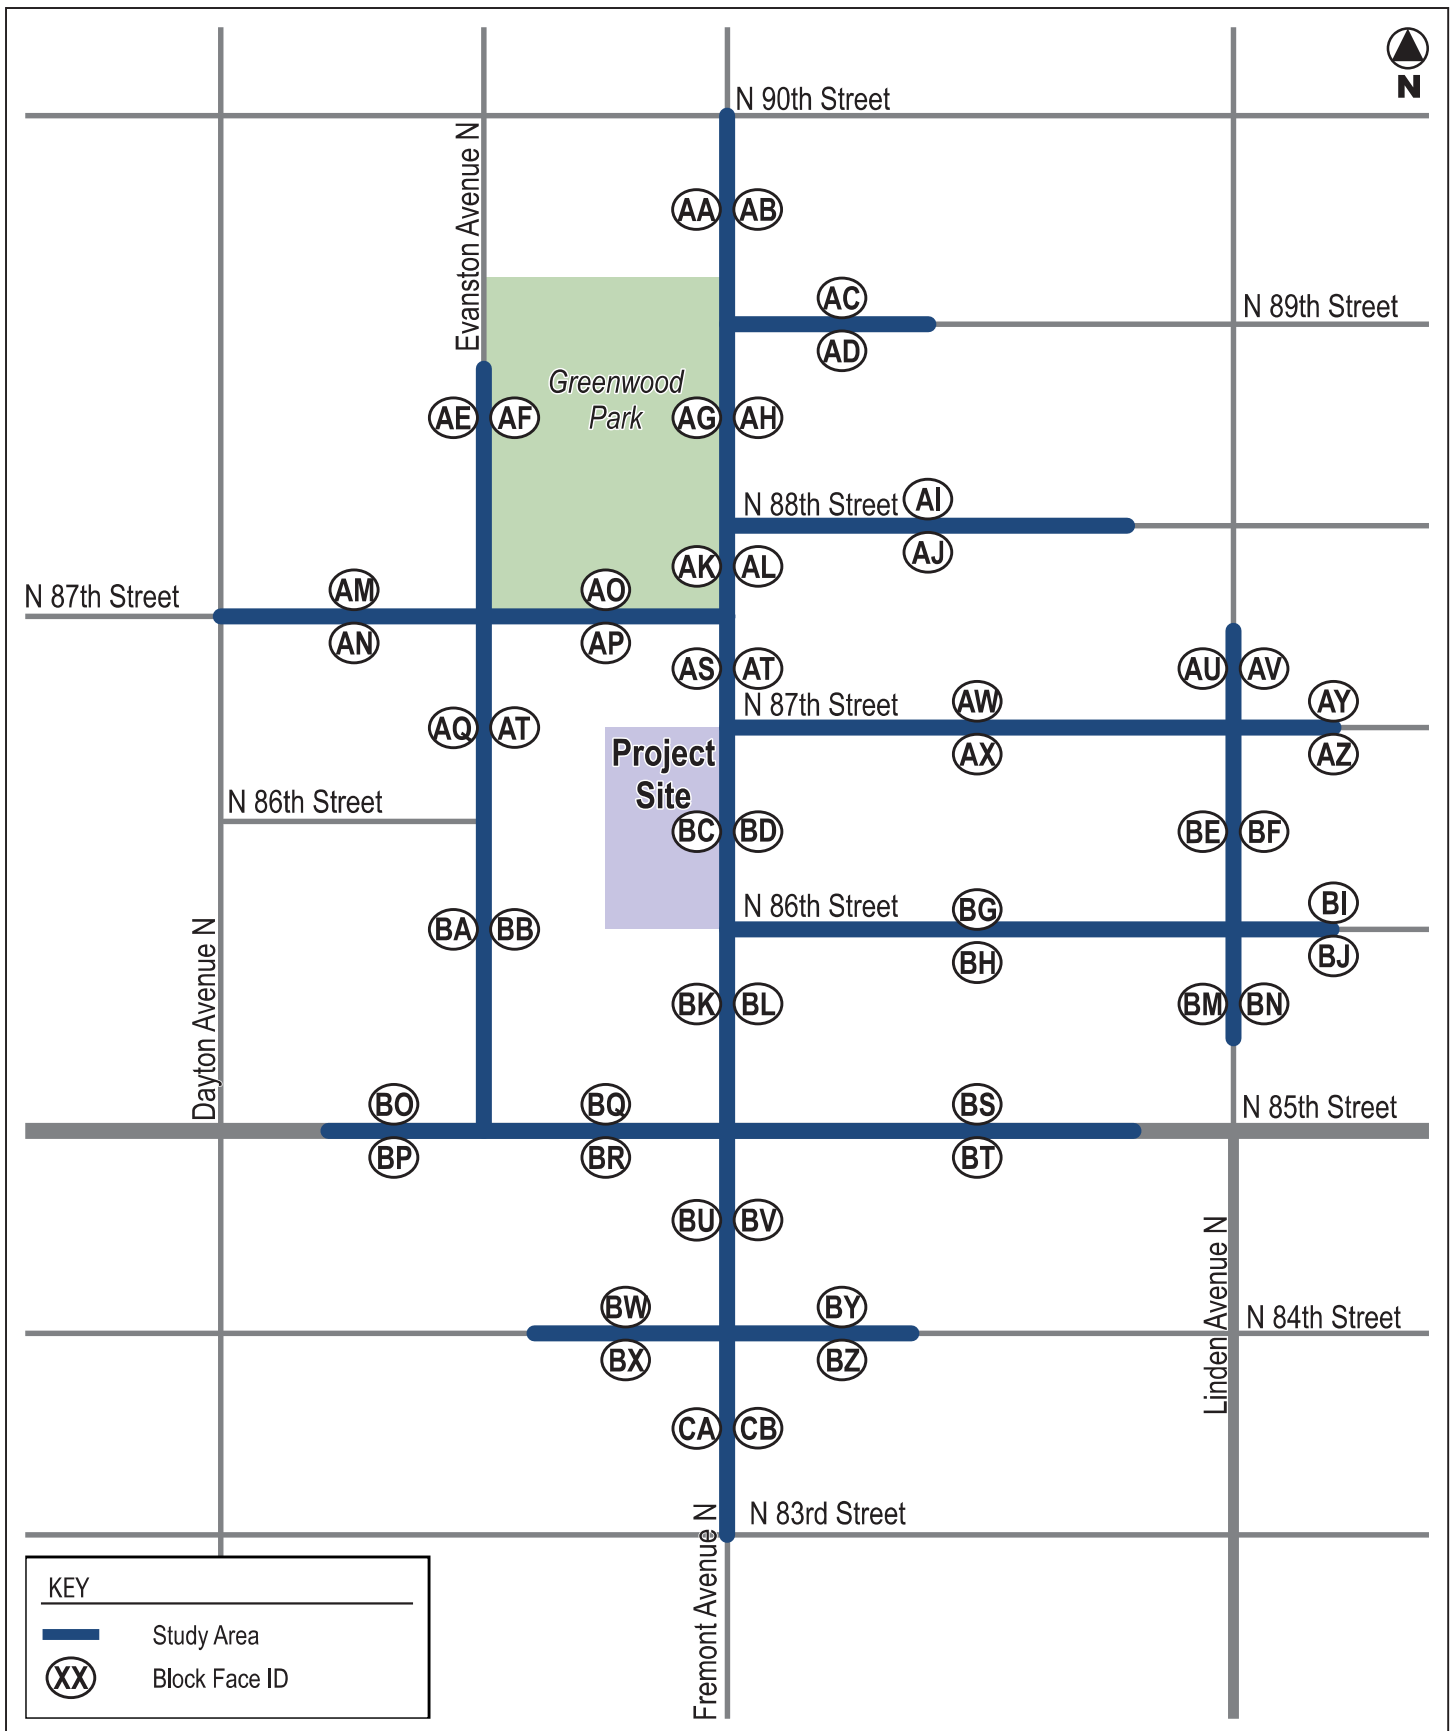 N
N 90th Street
Evanston Avenue N
AA AB
AC
N 89th Street
AD
Greenwood
Park
AE AF
AG AH
N 88th Street
AI
AJ
AK AL
N 87th Street
AM
AO
AN
AP
AS AT
AU AV
N 87th Street
AW
AY
AQ AT
AX
AZ
Project
Site
N 86th Street
BC BD
BE BF
N 86th Street
BG
BI
BA BB
BH
BJ
Dayton Avenue N
BK BL
BM BN
BO
BQ
BS
N 85th Street
BP
BR
BT
BU BV
Linden Avenue N
BW
BY
N 84th Street
BX
BZ
CA CB
N 83rd Street
Fremont Avenue N
KEY
Study Area
XX Block Face ID